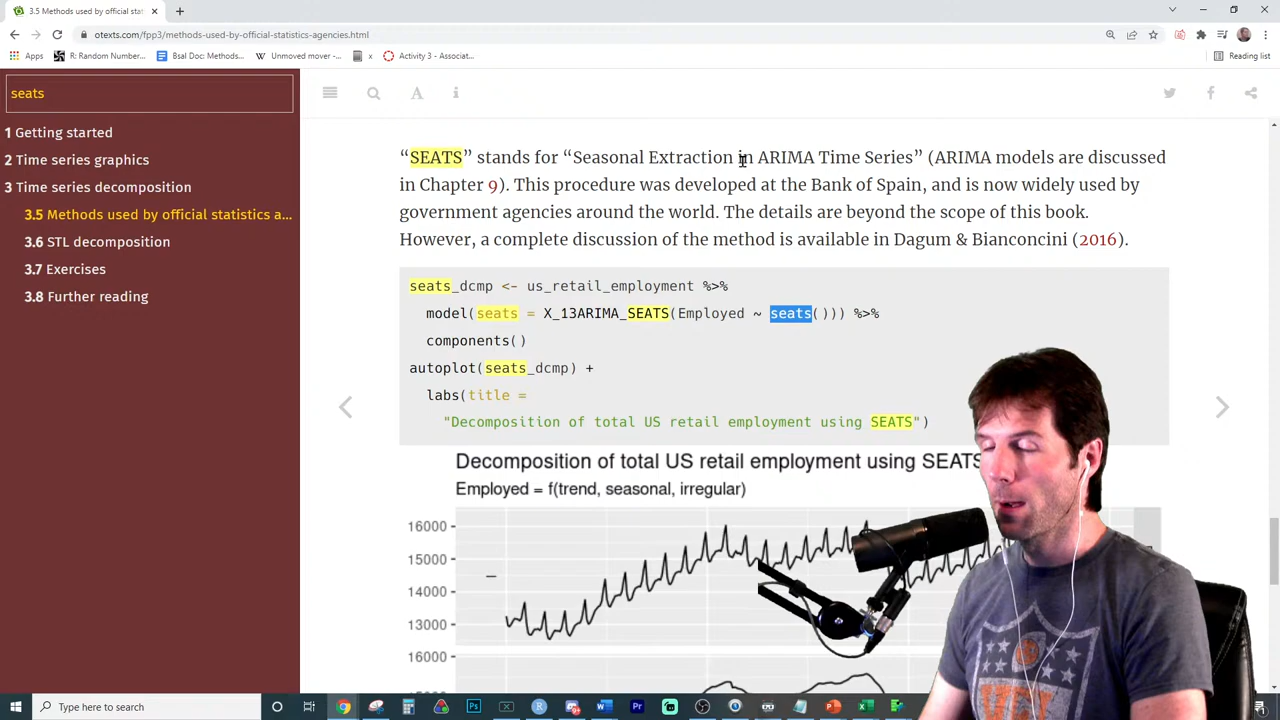 3.5 Methods used by official stat
otexts.com/fpp3/methods-used-by-official-statistics-agencies.html
Apps
R: Random Number...
Bsal Doc: Methods...
Unmoved mover -...
x
Activity 3 - Associat...
Reading list
seats
1 Getting started
2 Time series graphics
3 Time series decomposition
3.5 Methods used by official statistics a...
3.6 STL decomposition
3.7 Exercises
3.8 Further reading
“SEATS” stands for “Seasonal Extraction in ARIMA Time Series” (ARIMA models are discussed
in Chapter 9). This procedure was developed at the Bank of Spain, and is now widely used by
government agencies around the world. The details are beyond the scope of this book.
However, a complete discussion of the method is available in Dagum & Bianconcini (2016).
seats_dcmp <- us_retail_employment %>%
model(seats = X_13ARIMA_SEATS(Employed ~ seats())) %>%
components()
autoplot(seats_dcmp) +
labs(title =
"Decomposition of total US retail employment using SEATS")
Decomposition of total US retail employment using SEATS
Employed = f(trend, seasonal, irregular)
16000
15000
14000
13000
16000
Type here to search